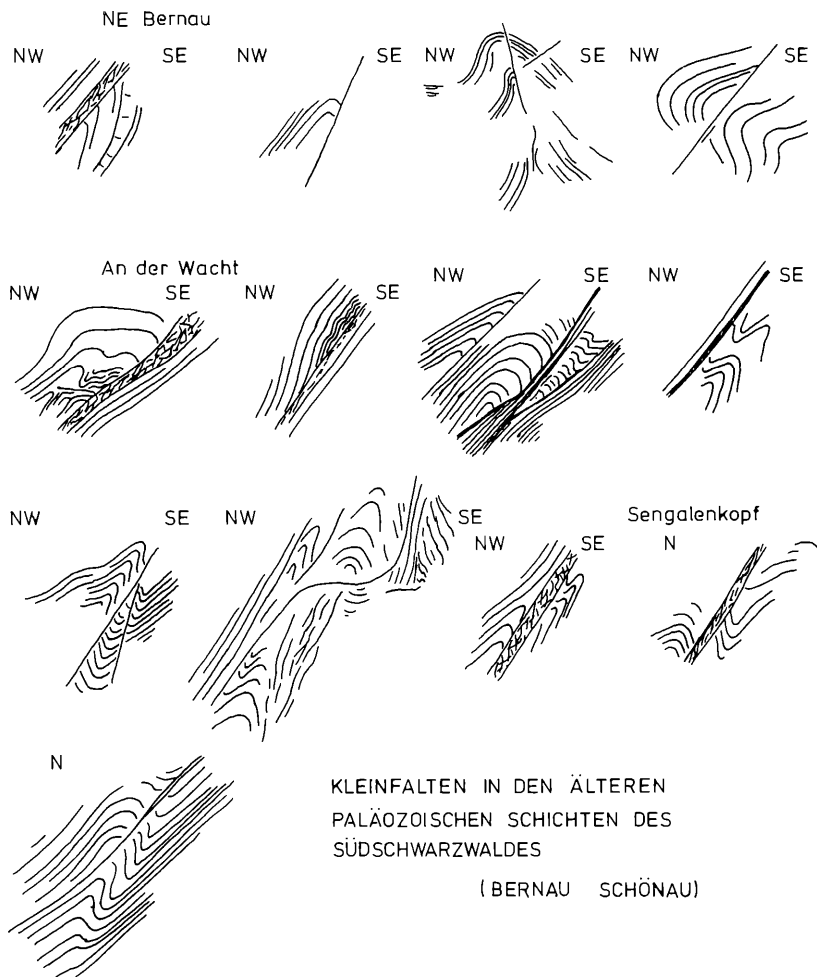 NE Bernau
NW SE NW SE NW SE NW SE
An der Wacht
NW SE NW SE NW SE NW SE
NW SE NW SE NW SE Sengalenkopf
N
N
KLEINFALTEN IN DEN ÄLTEREN
PALÄOZOISCHEN SCHICHTEN DES
SÜDSCHWARZWALDES
(BERNAU SCHÖNAU)